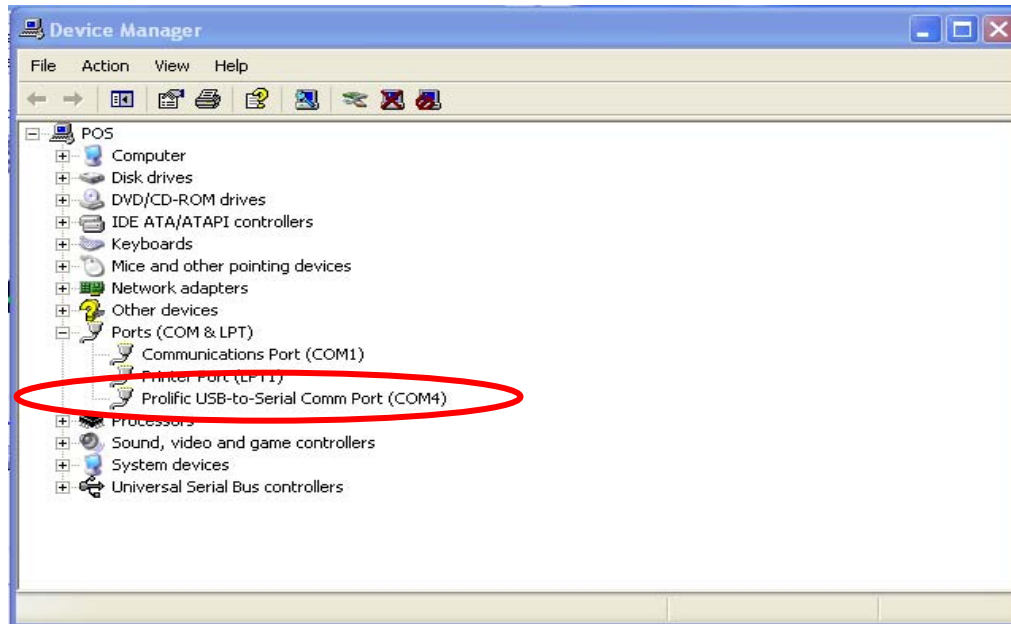 Device Manager
File Action View Help
POS
Computer
Disk drives
DVD/CD-ROM drives
IDE ATA/ATAPI controllers
Keyboards
Mice and other pointing devices
Network adapters
Other devices
Ports (COM & LPT)
Communications Port (COM1)
Printer Port (LPT1)
Prolific USB-to-Serial Comm Port (COM4)
Processors
Sound, video and game controllers
System devices
Universal Serial Bus controllers